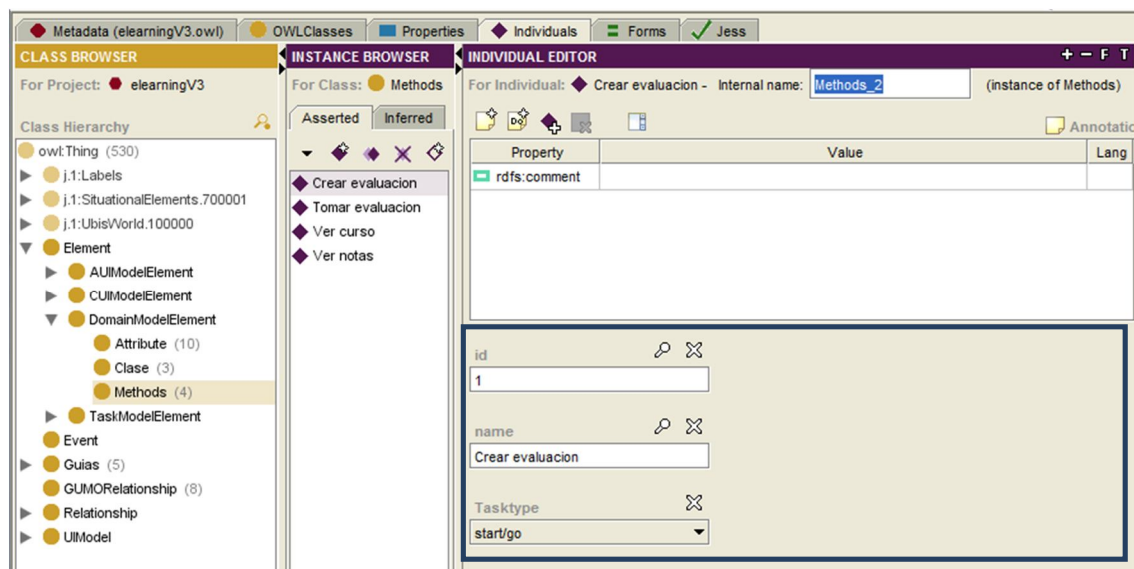 Metadata (elearningV3.owl) OWLClasses Properties Individuals Forms Jess
CLASS BROWSER
For Project: elearningV3
Class Hierarchy
owl:Thing (530)
j.1:Labels
j.1:SituationalElements.700001
j.1:UbisWorld.100000
Element
AUIModelElement
CUIModelElement
DomainModelElement
Attribute (10)
Clase (3)
Methods (4)
TaskModelElement
Event
Guias (5)
GUMORelationship (8)
Relationship
UIModel
INSTANCE BROWSER
For Class: Methods
Asserted Inferred
Crear evaluacion
Tomar evaluacion
Ver curso
Ver notas
INDIVIDUAL EDITOR + − F T
For Individual: Crear evaluacion - Internal name: Methods_2 (instance of Methods)
Annotatic
Property Value Lang
rdfs:comment
id
1
name
Crear evaluacion
Tasktype
start/go